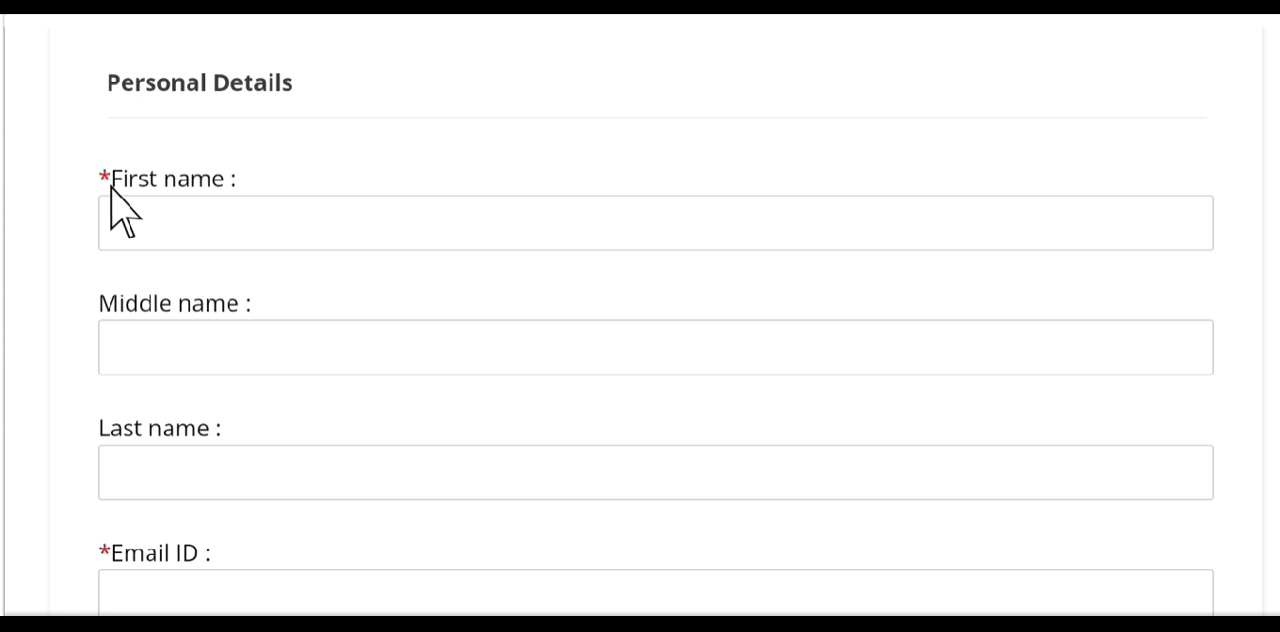 Personal Details
*First name :
Middle name :
Last name :
*Email ID :